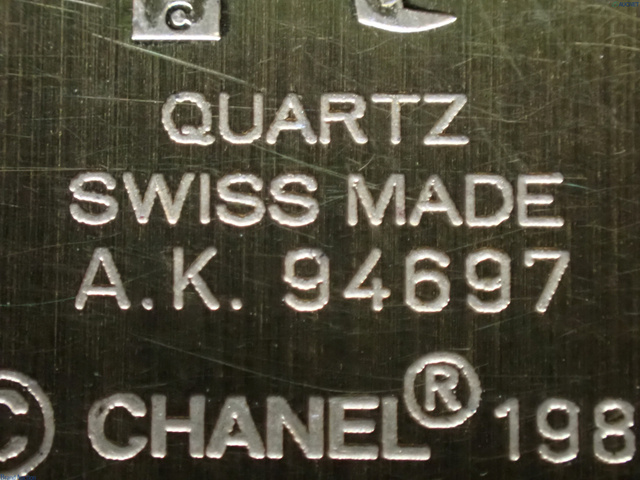 C
QUARTZ
SWISS MADE
A.K. 94697
© CHANEL® 198